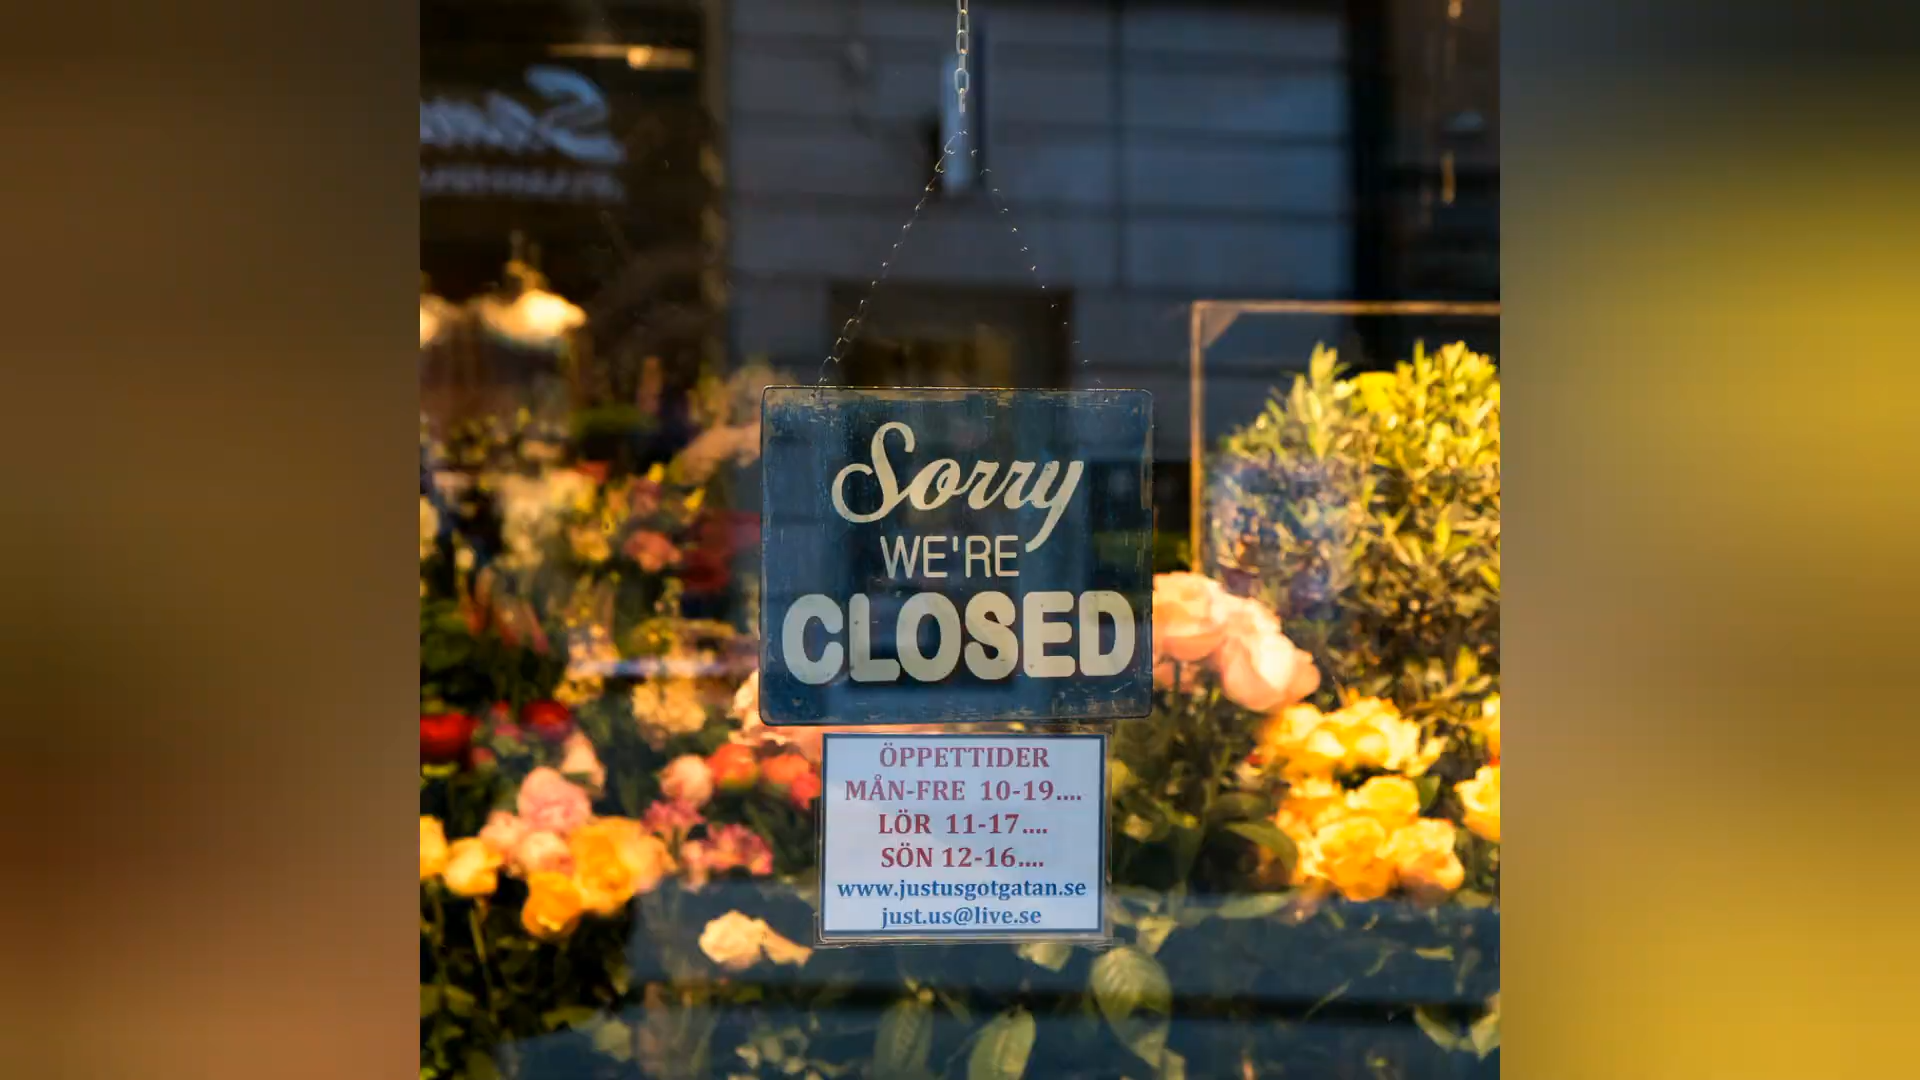 Sorry
WE'RE
CLOSED
ÖPPETTIDER
MÅN-FRE 10-19....
LÖR 11-17....
SÖN 12-16....
www.justusgotgatan.se
just.us@live.se